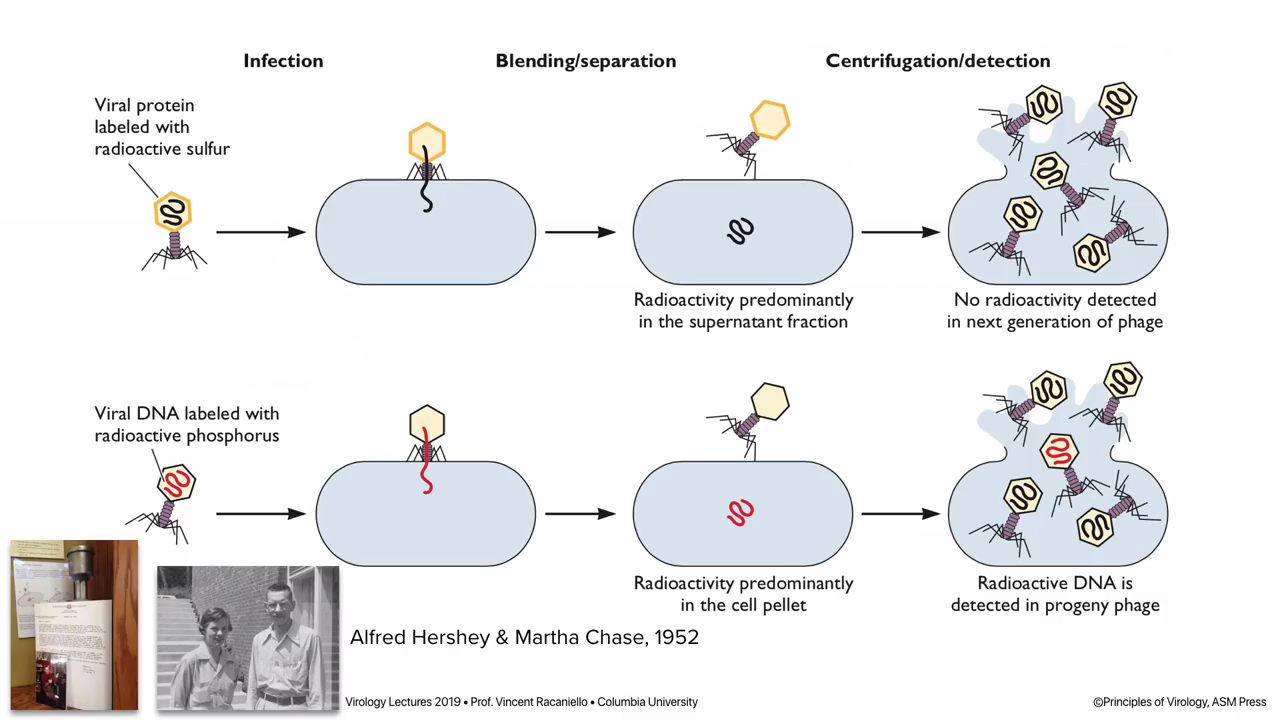 Infection
Blending/separation
Centrifugation/detection
Viral protein
labeled with
radioactive sulfur
Radioactivity predominantly
in the supernatant fraction
No radioactivity detected
in next generation of phage
Viral DNA labeled with
radioactive phosphorus
Radioactivity predominantly
in the cell pellet
Radioactive DNA is
detected in progeny phage
Alfred Hershey & Martha Chase, 1952
Virology Lectures 2019 • Prof. Vincent Racaniello • Columbia University
©Principles of Virology, ASM Press